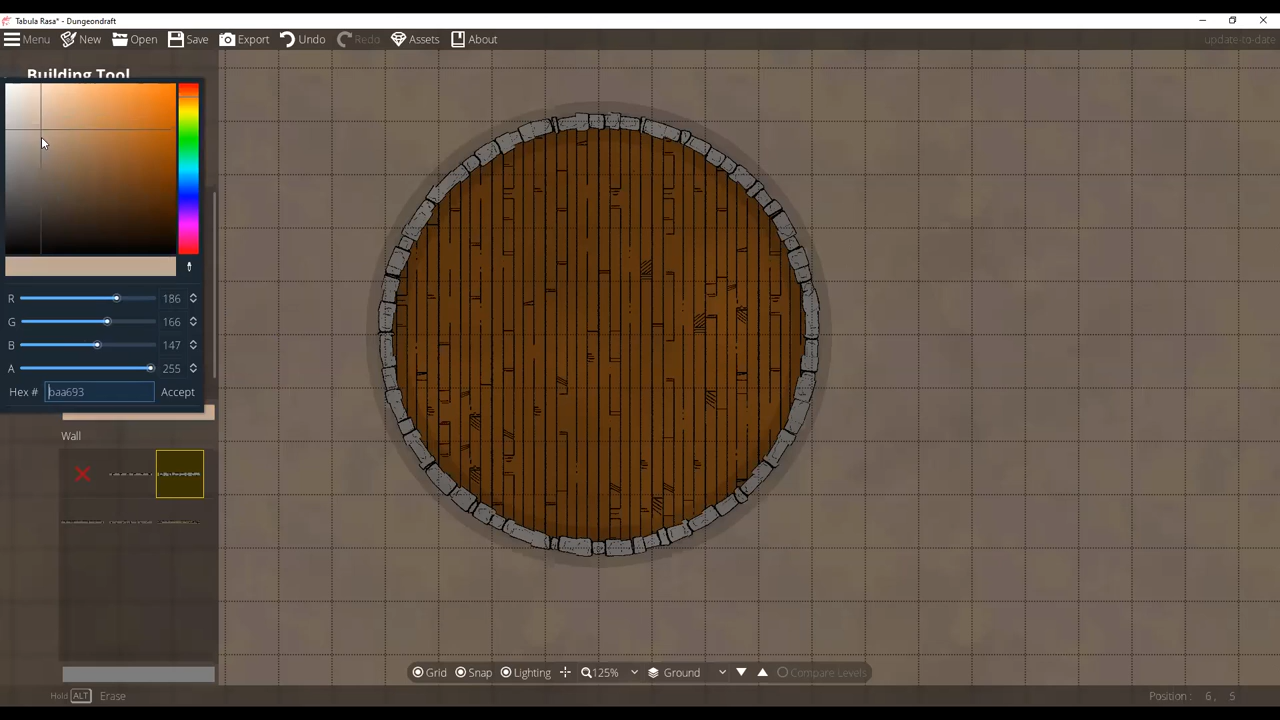 Tabula Rasa* - Dungeondraft
Menu New Open Save Export Undo Redo Assets About update-to-date
Building Tool
R 186
G 166
B 147
A 255
Hex # baa693 Accept
Wall
Grid Snap Lighting 125% Ground Compare Levels
Hold ALT Erase Position : 6 , 5